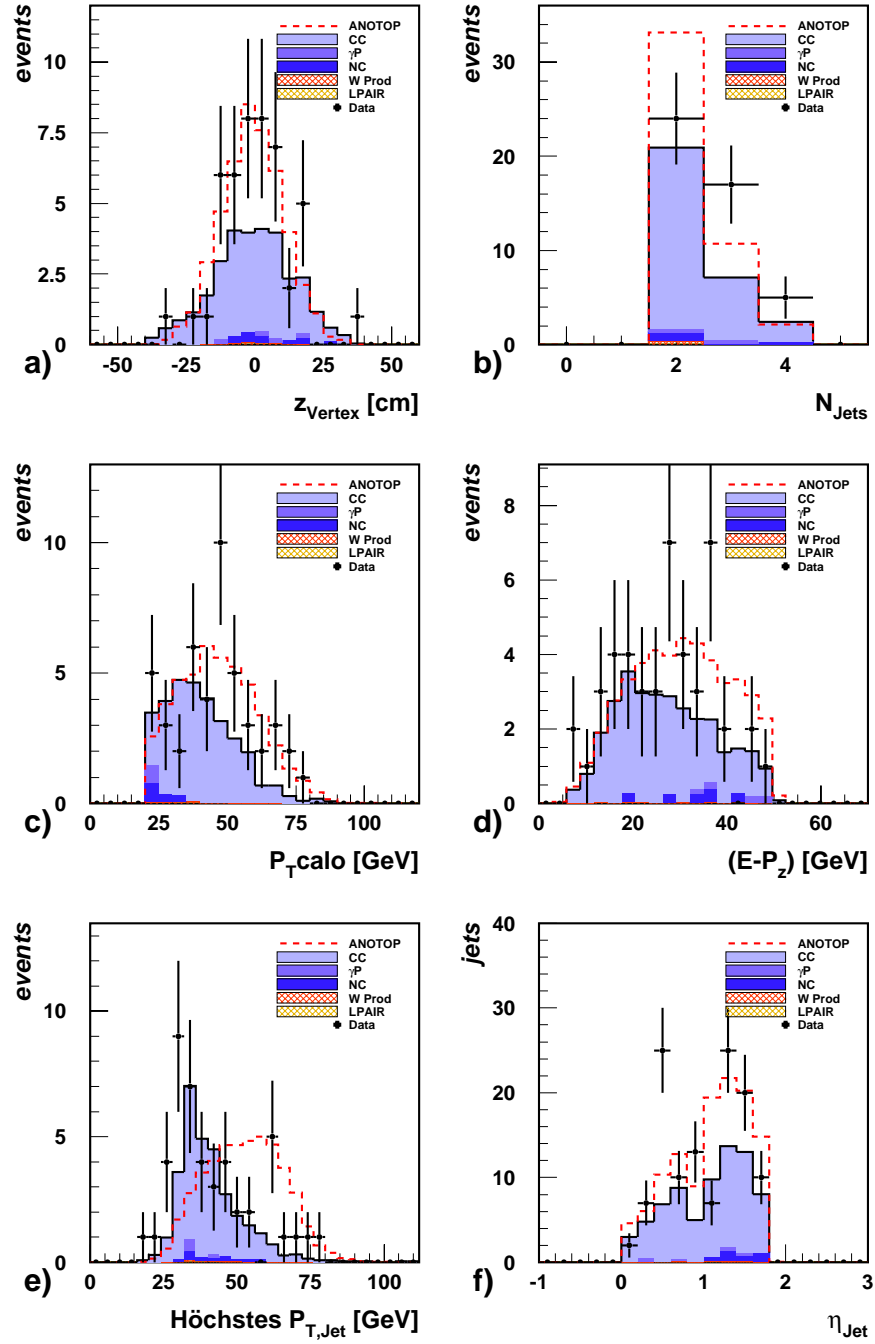 events
10
7.5
5
2.5
0
-50
-25
0
25
50
a)
z_Vertex [cm]
ANOTOP
CC
γP
NC
W Prod
LPAIR
Data
events
30
20
10
0
0
2
4
b)
N_Jets
ANOTOP
CC
γP
NC
W Prod
LPAIR
Data
events
10
5
0
0
25
50
75
100
c)
P_T calo [GeV]
ANOTOP
CC
γP
NC
W Prod
LPAIR
Data
events
8
6
4
2
0
0
20
40
60
d)
(E-P_z) [GeV]
ANOTOP
CC
γP
NC
W Prod
LPAIR
Data
events
10
5
0
0
25
50
75
100
e)
Höchstes P_T,Jet [GeV]
ANOTOP
CC
γP
NC
W Prod
LPAIR
Data
jets
40
30
20
10
0
-1
0
1
2
3
f)
η_Jet
ANOTOP
CC
γP
NC
W Prod
LPAIR
Data